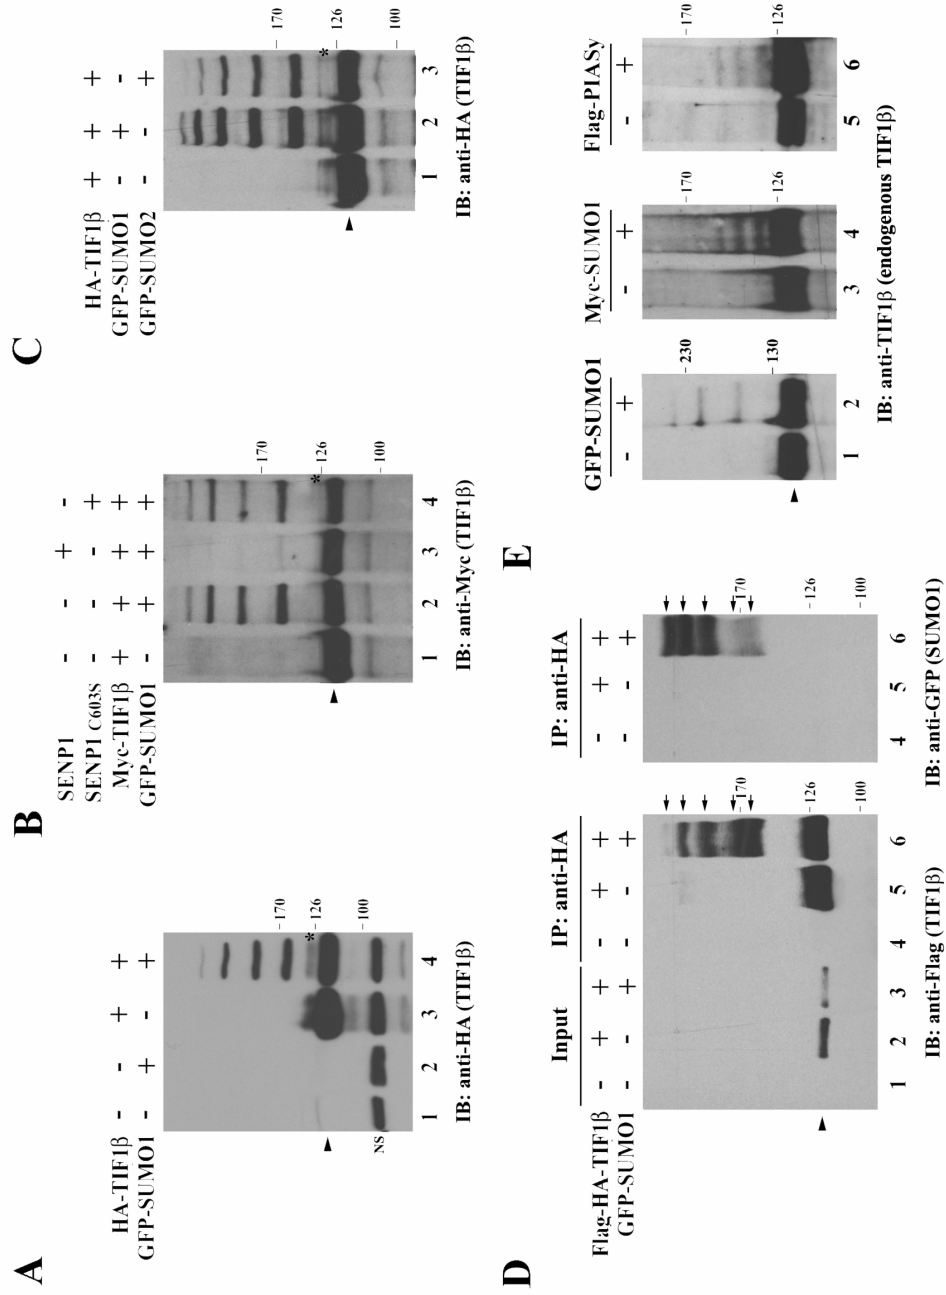 A
HA-TIF1β - - + +
GFP-SUMO1 - + - +
-170
* -126
-100
NS
1 2 3 4
IB: anti-HA (TIF1β)
B
SENP1 - - + -
SENP1 C603S - - - +
Myc-TIF1β + + + +
GFP-SUMO1 - + + +
-170
-126
*
-100
1 2 3 4
IB: anti-Myc (TIF1β)
C
HA-TIF1β + + +
GFP-SUMO1 - + -
GFP-SUMO2 - - +
-170
* -126
-100
1 2 3
IB: anti-HA (TIF1β)
D
Input IP: anti-HA IP: anti-HA
Flag-HA-TIF1β - + + - + + - + +
GFP-SUMO1 - - + - - + - - +
-170 -170
-126 -126
-100 -100
1 2 3 4 5 6 4 5 6
IB: anti-Flag (TIF1β) IB: anti-GFP (SUMO1)
E
GFP-SUMO1 Myc-SUMO1 Flag-PIASy
- + - + - +
-230 -170 -170
-130 -126 -126
1 2 3 4 5 6
IB: anti-TIF1β (endogenous TIF1β)